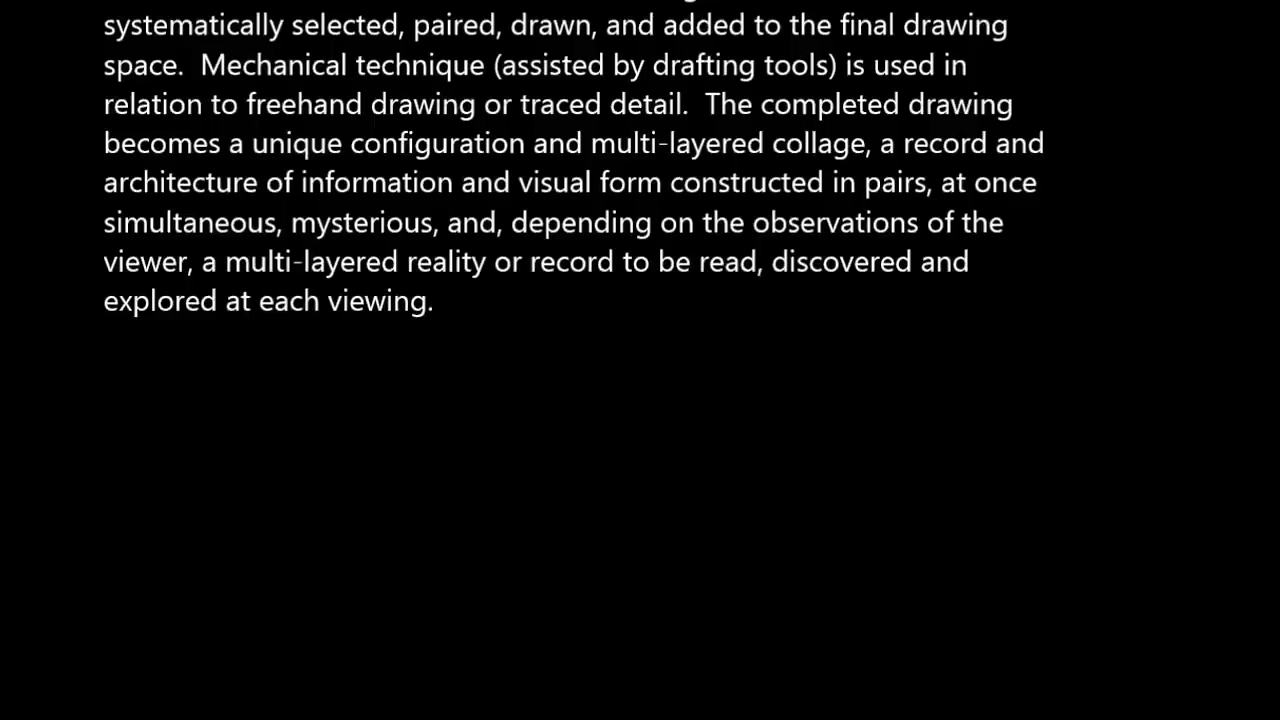 systematically selected, paired, drawn, and added to the final drawing
space.  Mechanical technique (assisted by drafting tools) is used in
relation to freehand drawing or traced detail.  The completed drawing
becomes a unique configuration and multi-layered collage, a record and
architecture of information and visual form constructed in pairs, at once
simultaneous, mysterious, and, depending on the observations of the
viewer, a multi-layered reality or record to be read, discovered and
explored at each viewing.